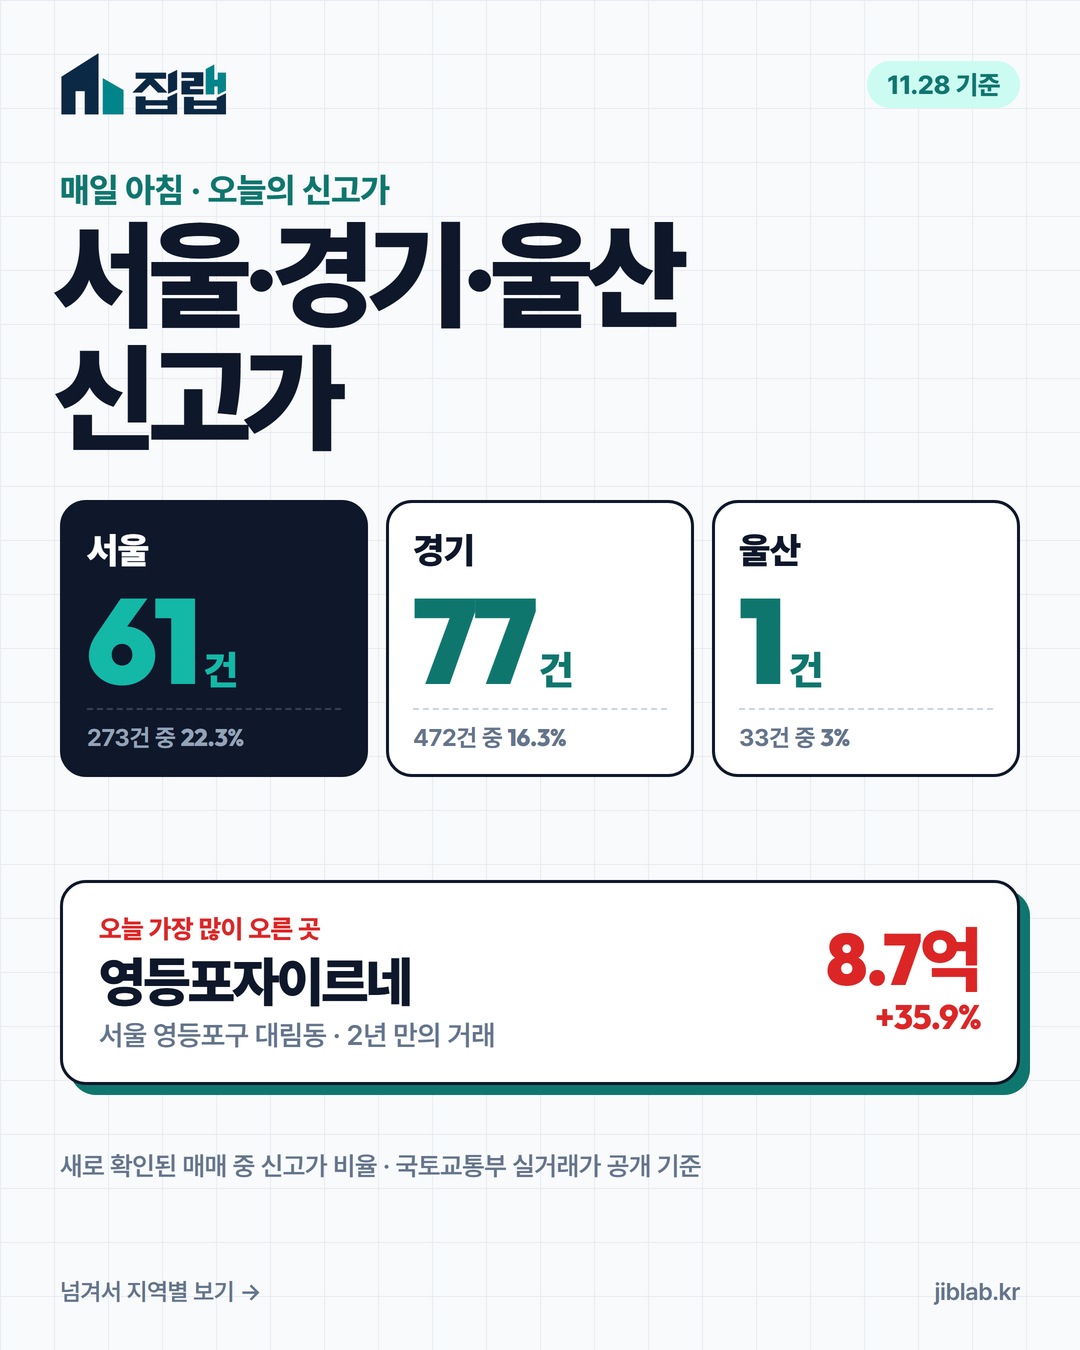 집랩
11.28 기준
매일 아침 · 오늘의 신고가
서울·경기·울산
신고가
서울
61건
273건 중 22.3%
경기
77건
472건 중 16.3%
울산
1건
33건 중 3%
오늘 가장 많이 오른 곳
영등포자이르네
서울 영등포구 대림동 · 2년 만의 거래
8.7억
+35.9%
새로 확인된 매매 중 신고가 비율 · 국토교통부 실거래가 공개 기준
넘겨서 지역별 보기 →
jiblab.kr